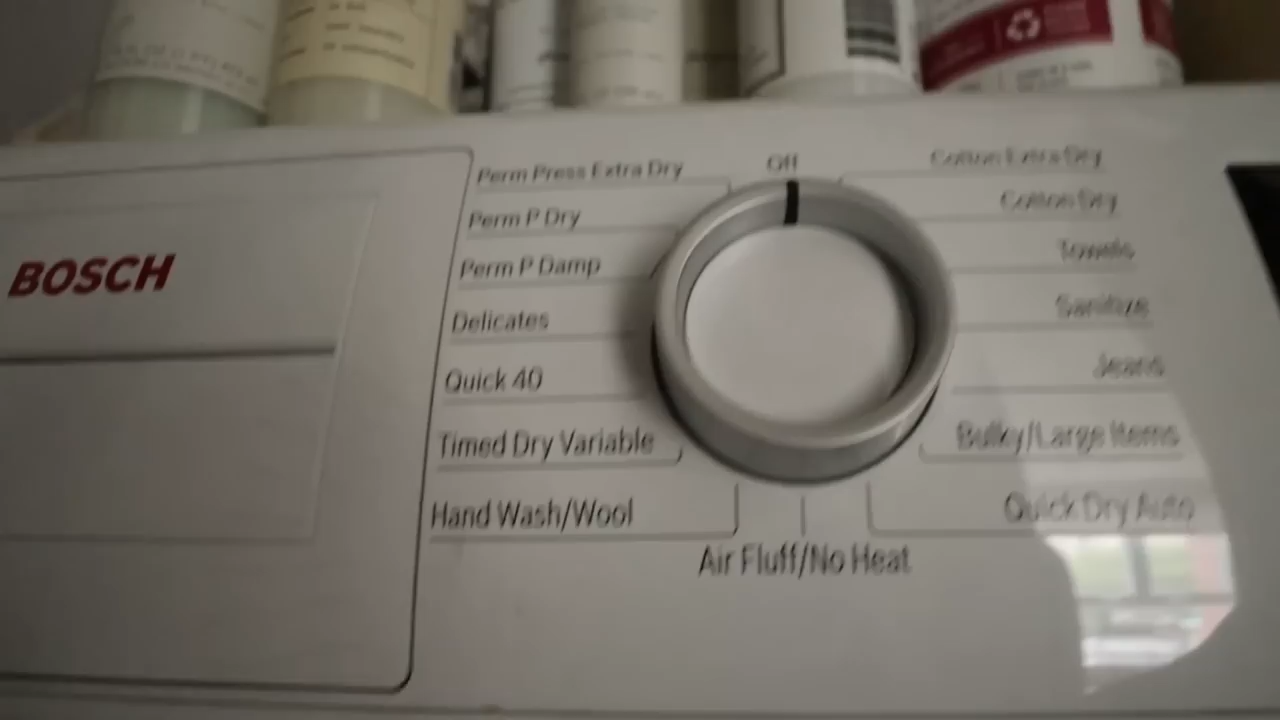 BOSCH
Perm Press Extra Dry
Perm P Dry
Perm P Damp
Delicates
Quick 40
Timed Dry Variable
Hand Wash/Wool
Off
Air Fluff/No Heat
Cotton Extra Dry
Cotton Dry
Towels
Sanitize
Jeans
Bulky/Large Items
Quick Dry Auto